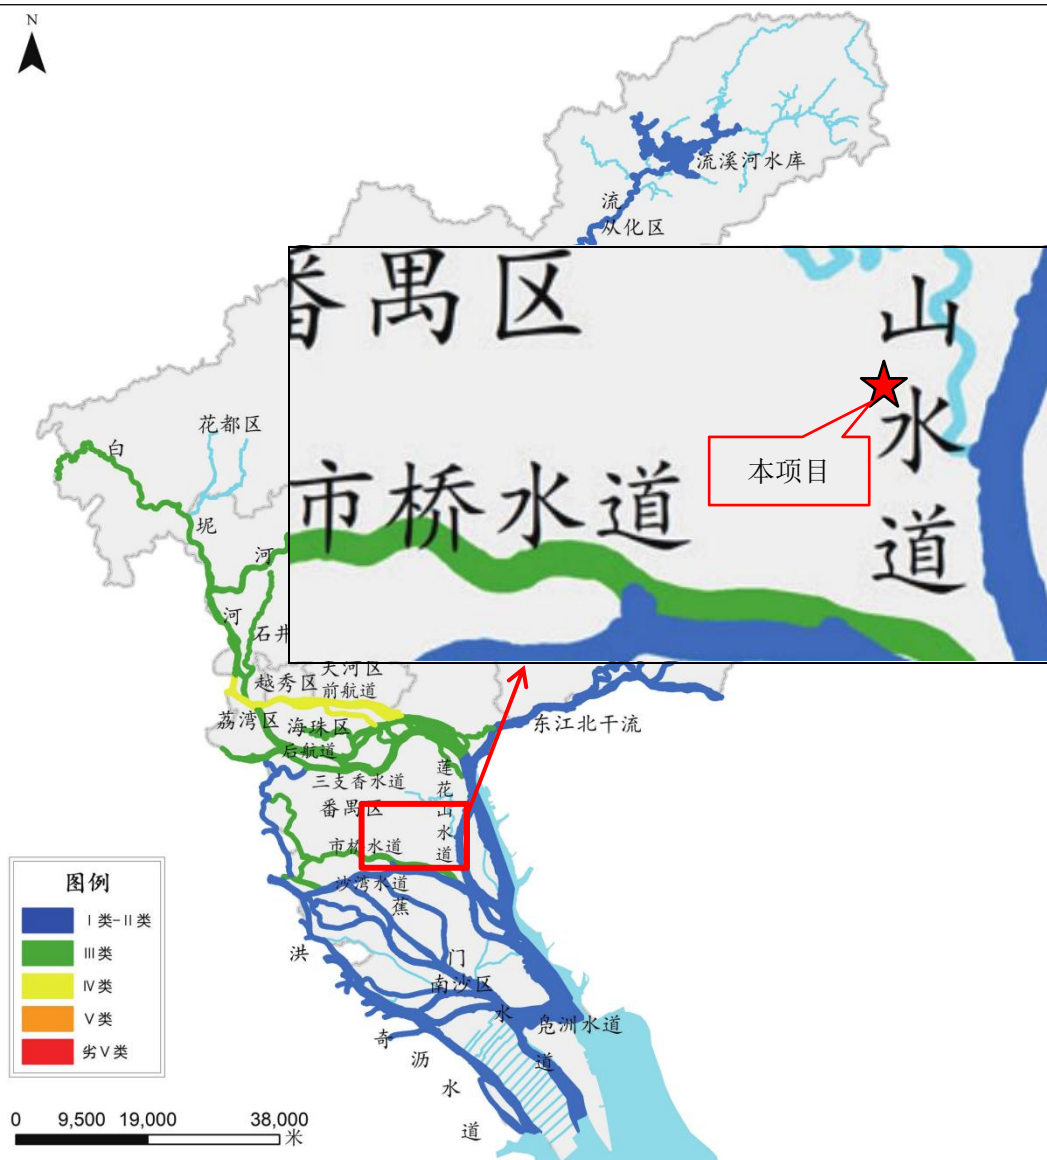 N
流溪河水库
流
从化区
番禺区
山
水
道
本项目
市桥水道
花都区
白
坭
河
河
石井
天河区
越秀区
前航道
荔湾区
海珠区
后航道
东江北干流
莲
花
山
水
道
三支香水道
番禺区
市桥水道
沙湾水道
蕉
门
南沙区
水
道
凫洲水道
洪
奇
沥
水
道
图例
Ⅰ类-Ⅱ类
Ⅲ类
Ⅳ类
Ⅴ类
劣Ⅴ类
0 9,500 19,000 38,000
米